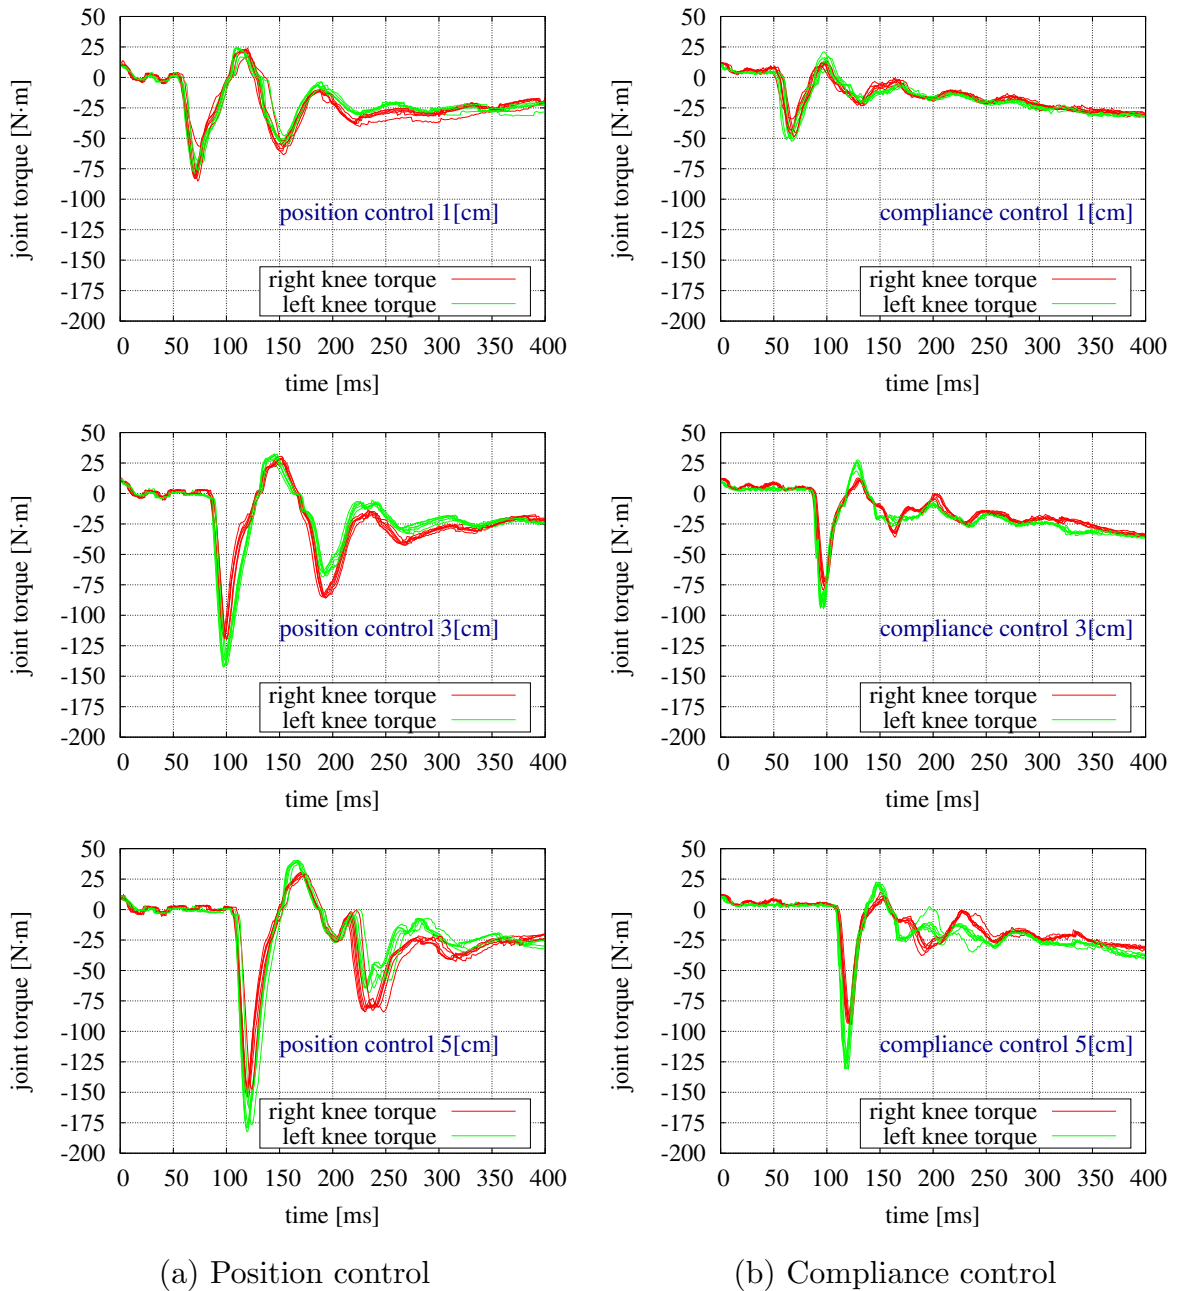 50
25
0
-25
-50
-75
-100
-125
-150
-175
-200
joint torque [N·m]
position control 1[cm]
right knee torque
left knee torque
0 50 100 150 200 250 300 350 400
time [ms]
50
25
0
-25
-50
-75
-100
-125
-150
-175
-200
joint torque [N·m]
compliance control 1[cm]
right knee torque
left knee torque
0 50 100 150 200 250 300 350 400
time [ms]
50
25
0
-25
-50
-75
-100
-125
-150
-175
-200
joint torque [N·m]
position control 3[cm]
right knee torque
left knee torque
0 50 100 150 200 250 300 350 400
time [ms]
50
25
0
-25
-50
-75
-100
-125
-150
-175
-200
joint torque [N·m]
compliance control 3[cm]
right knee torque
left knee torque
0 50 100 150 200 250 300 350 400
time [ms]
50
25
0
-25
-50
-75
-100
-125
-150
-175
-200
joint torque [N·m]
position control 5[cm]
right knee torque
left knee torque
0 50 100 150 200 250 300 350 400
time [ms]
50
25
0
-25
-50
-75
-100
-125
-150
-175
-200
joint torque [N·m]
compliance control 5[cm]
right knee torque
left knee torque
0 50 100 150 200 250 300 350 400
time [ms]
(a) Position control
(b) Compliance control